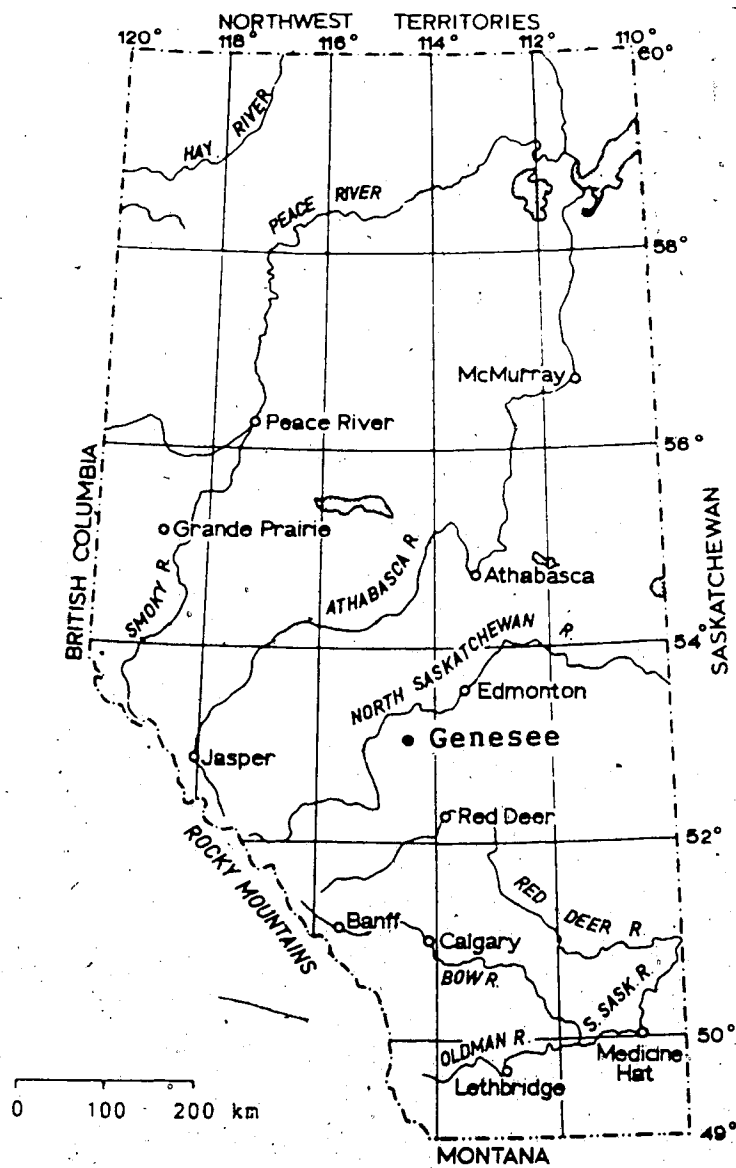 NORTHWEST TERRITORIES
120° 118° 116° 114° 112° 110°
60°
HAY RIVER
PEACE RIVER
58°
McMurray
Peace River
56°
BRITISH COLUMBIA
Grande Prairie
SASKATCHEWAN
SMOKY R.
ATHABASCA R.
Athabasca
54°
NORTH SASKATCHEWAN R.
Edmonton
Genesee
Jasper
Red Deer
52°
ROCKY MOUNTAINS
RED DEER R.
Banff
Calgary
BOW R.
S. SASK. R.
50°
OLDMAN R.
Medicine
Hat
Lethbridge
0 100 200 km
49°
MONTANA